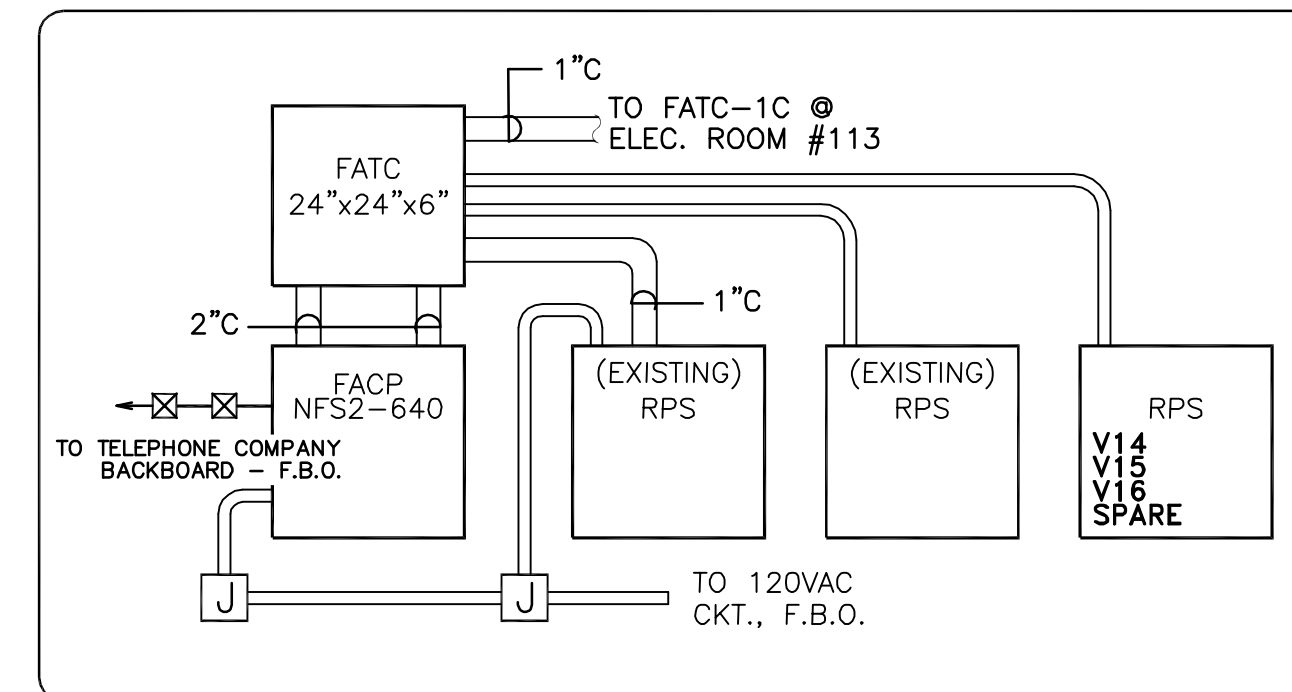 1”C
TO FATC-1C @
ELEC. ROOM #113
FATC
24”x24”x6”
2”C
1”C
FACP
NFS2-640
(EXISTING)
RPS
(EXISTING)
RPS
RPS
V14
V15
V16
SPARE
TO TELEPHONE COMPANY
BACKBOARD - F.B.O.
J
J
TO 120VAC
CKT., F.B.O.